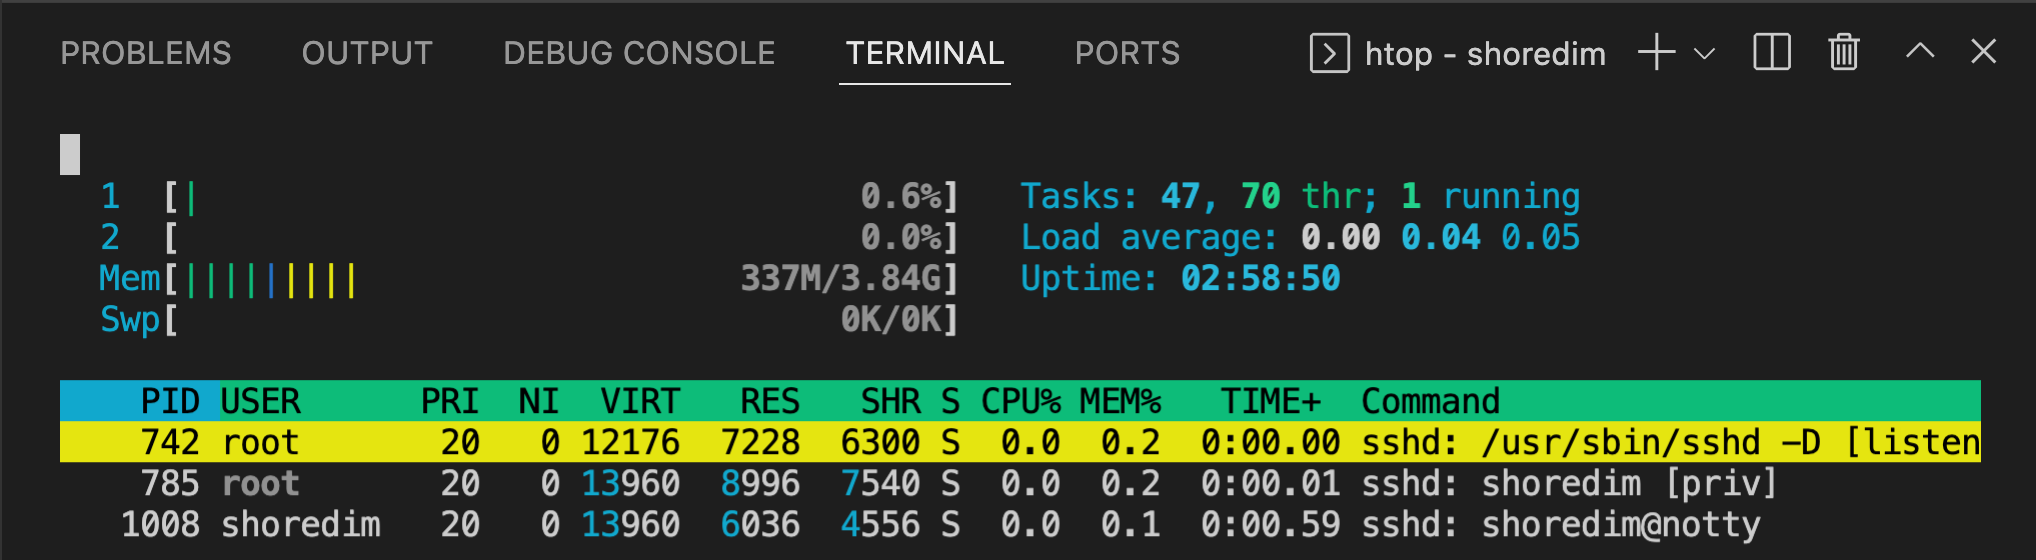 PROBLEMS OUTPUT DEBUG CONSOLE TERMINAL PORTS htop - shoredim
1 [| 0.6%] Tasks: 47, 70 thr; 1 running
2 [ 0.0%] Load average: 0.00 0.04 0.05
Mem[||||||||| 337M/3.84G] Uptime: 02:58:50
Swp[ 0K/0K]
PID USER PRI NI VIRT RES SHR S CPU% MEM% TIME+ Command
742 root 20 0 12176 7228 6300 S 0.0 0.2 0:00.00 sshd: /usr/sbin/sshd -D [listen
785 root 20 0 13960 8996 7540 S 0.0 0.2 0:00.01 sshd: shoredim [priv]
1008 shoredim 20 0 13960 6036 4556 S 0.0 0.1 0:00.59 sshd: shoredim@notty